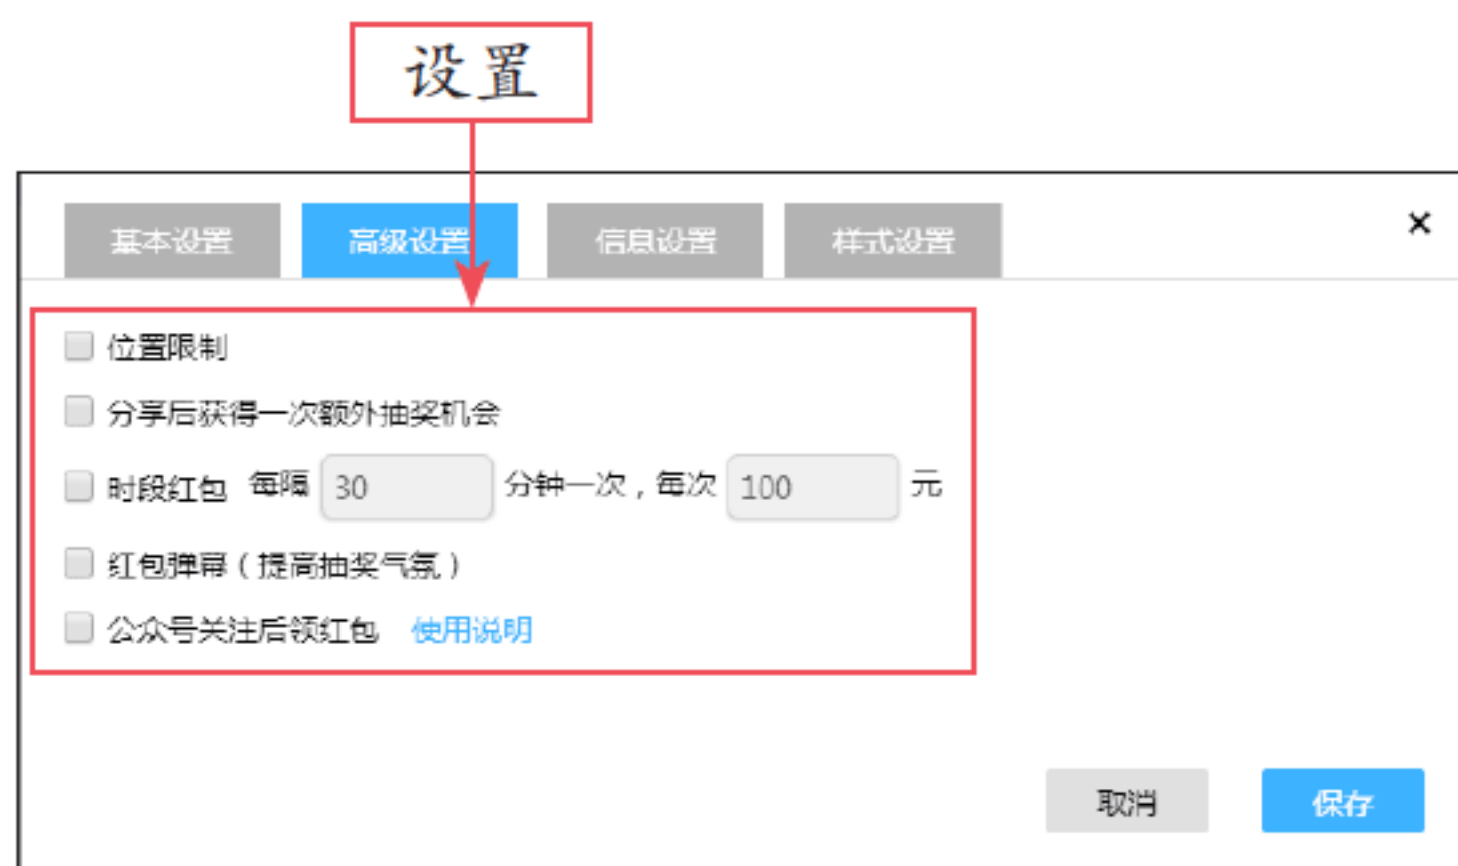 设置
基本设置 高级设置 信息设置 样式设置 ×
位置限制
分享后获得一次额外抽奖机会
时段红包 每隔 30 分钟一次，每次 100 元
红包弹幕（提高抽奖气氛）
公众号关注后领红包 使用说明
取消 保存